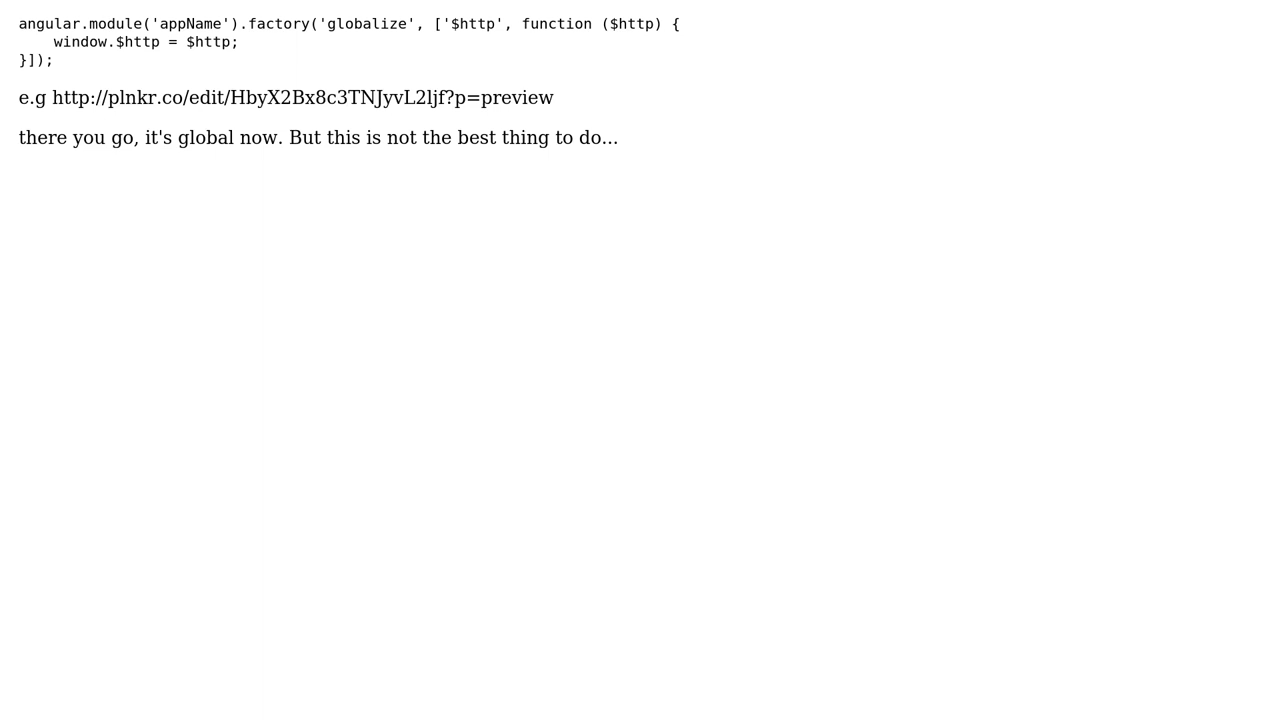 angular.module('appName').factory('globalize', ['$http', function ($http) {
    window.$http = $http;
}]);
e.g http://plnkr.co/edit/HbyX2Bx8c3TNJyvL2ljf?p=preview
there you go, it's global now. But this is not the best thing to do...